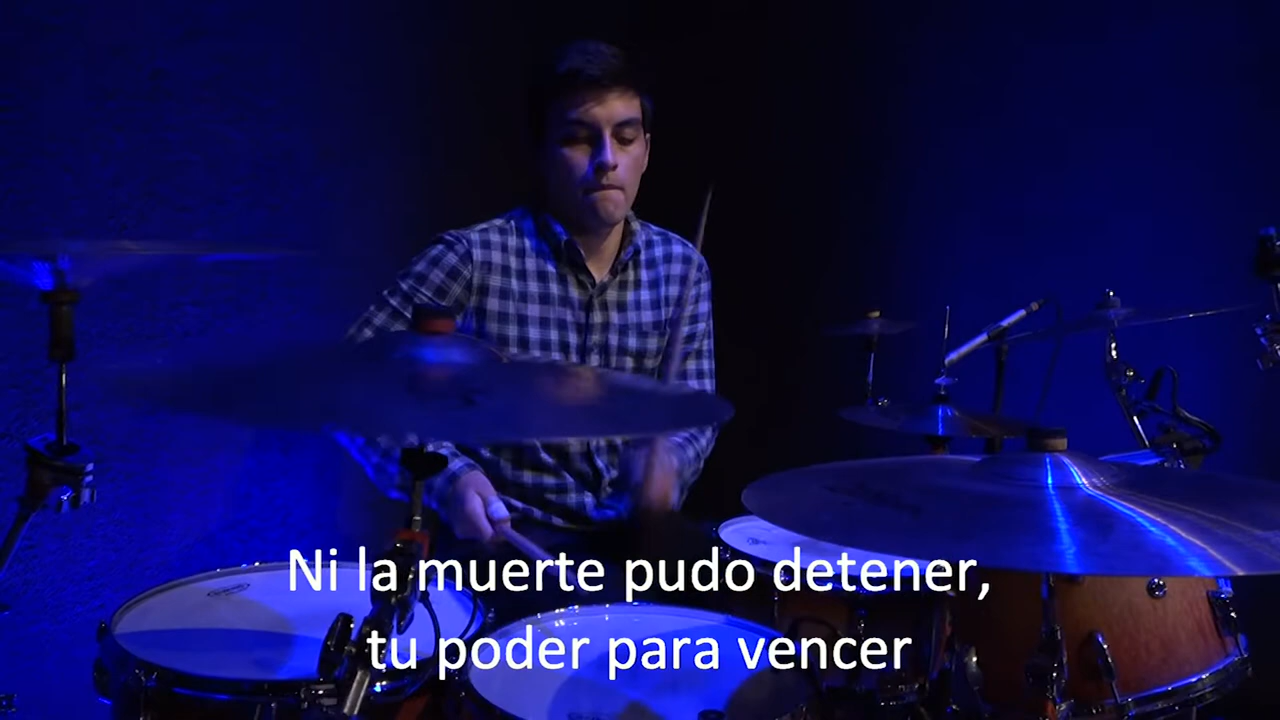 Ni la muerte pudo detener,
tu poder para vencer